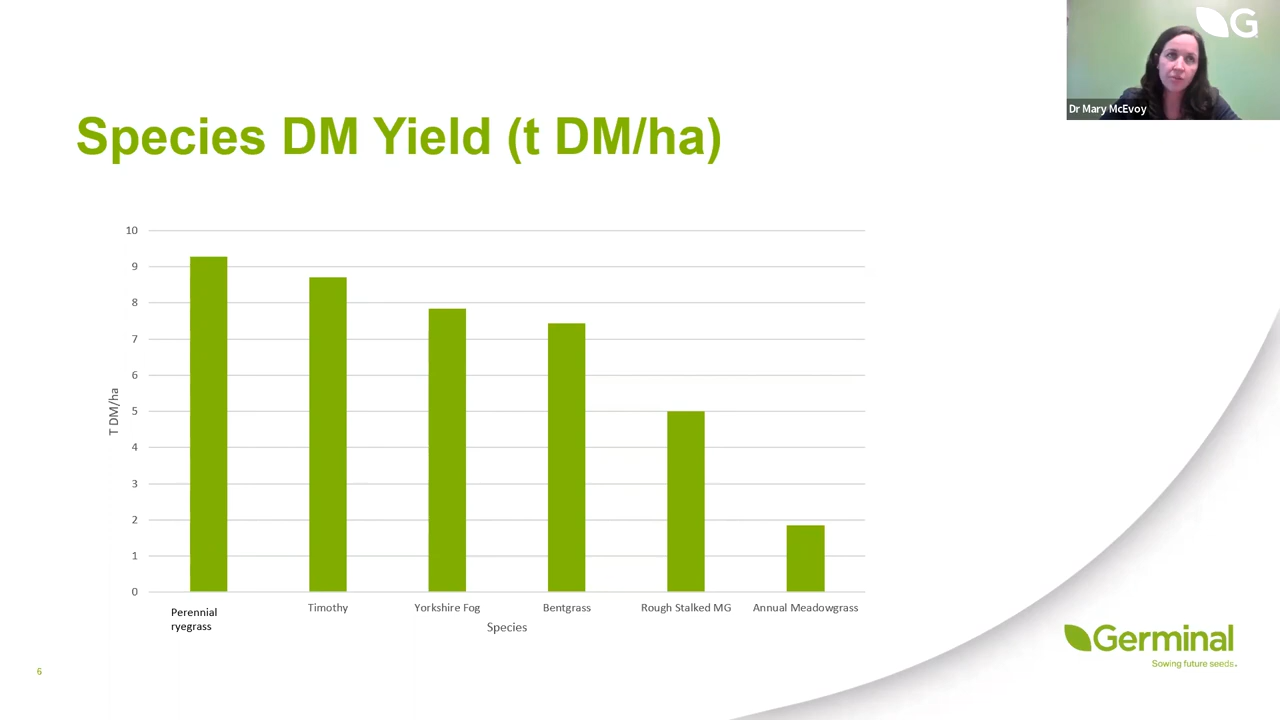 G
Dr Mary McEvoy
Species DM Yield (t DM/ha)
10
9
8
7
6
5
4
3
2
1
0
T DM/ha
Perennial
ryegrass
Timothy
Yorkshire Fog
Bentgrass
Rough Stalked MG
Annual Meadowgrass
Species
Germinal
Sowing future seeds.
6